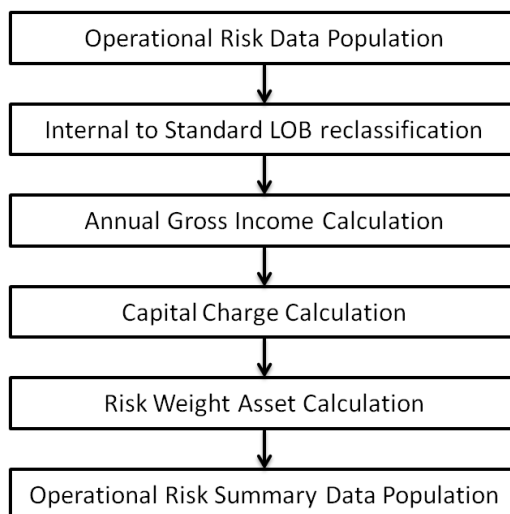 Operational Risk Data Population
Internal to Standard LOB reclassification
Annual Gross Income Calculation
Capital Charge Calculation
Risk Weight Asset Calculation
Operational Risk Summary Data Population